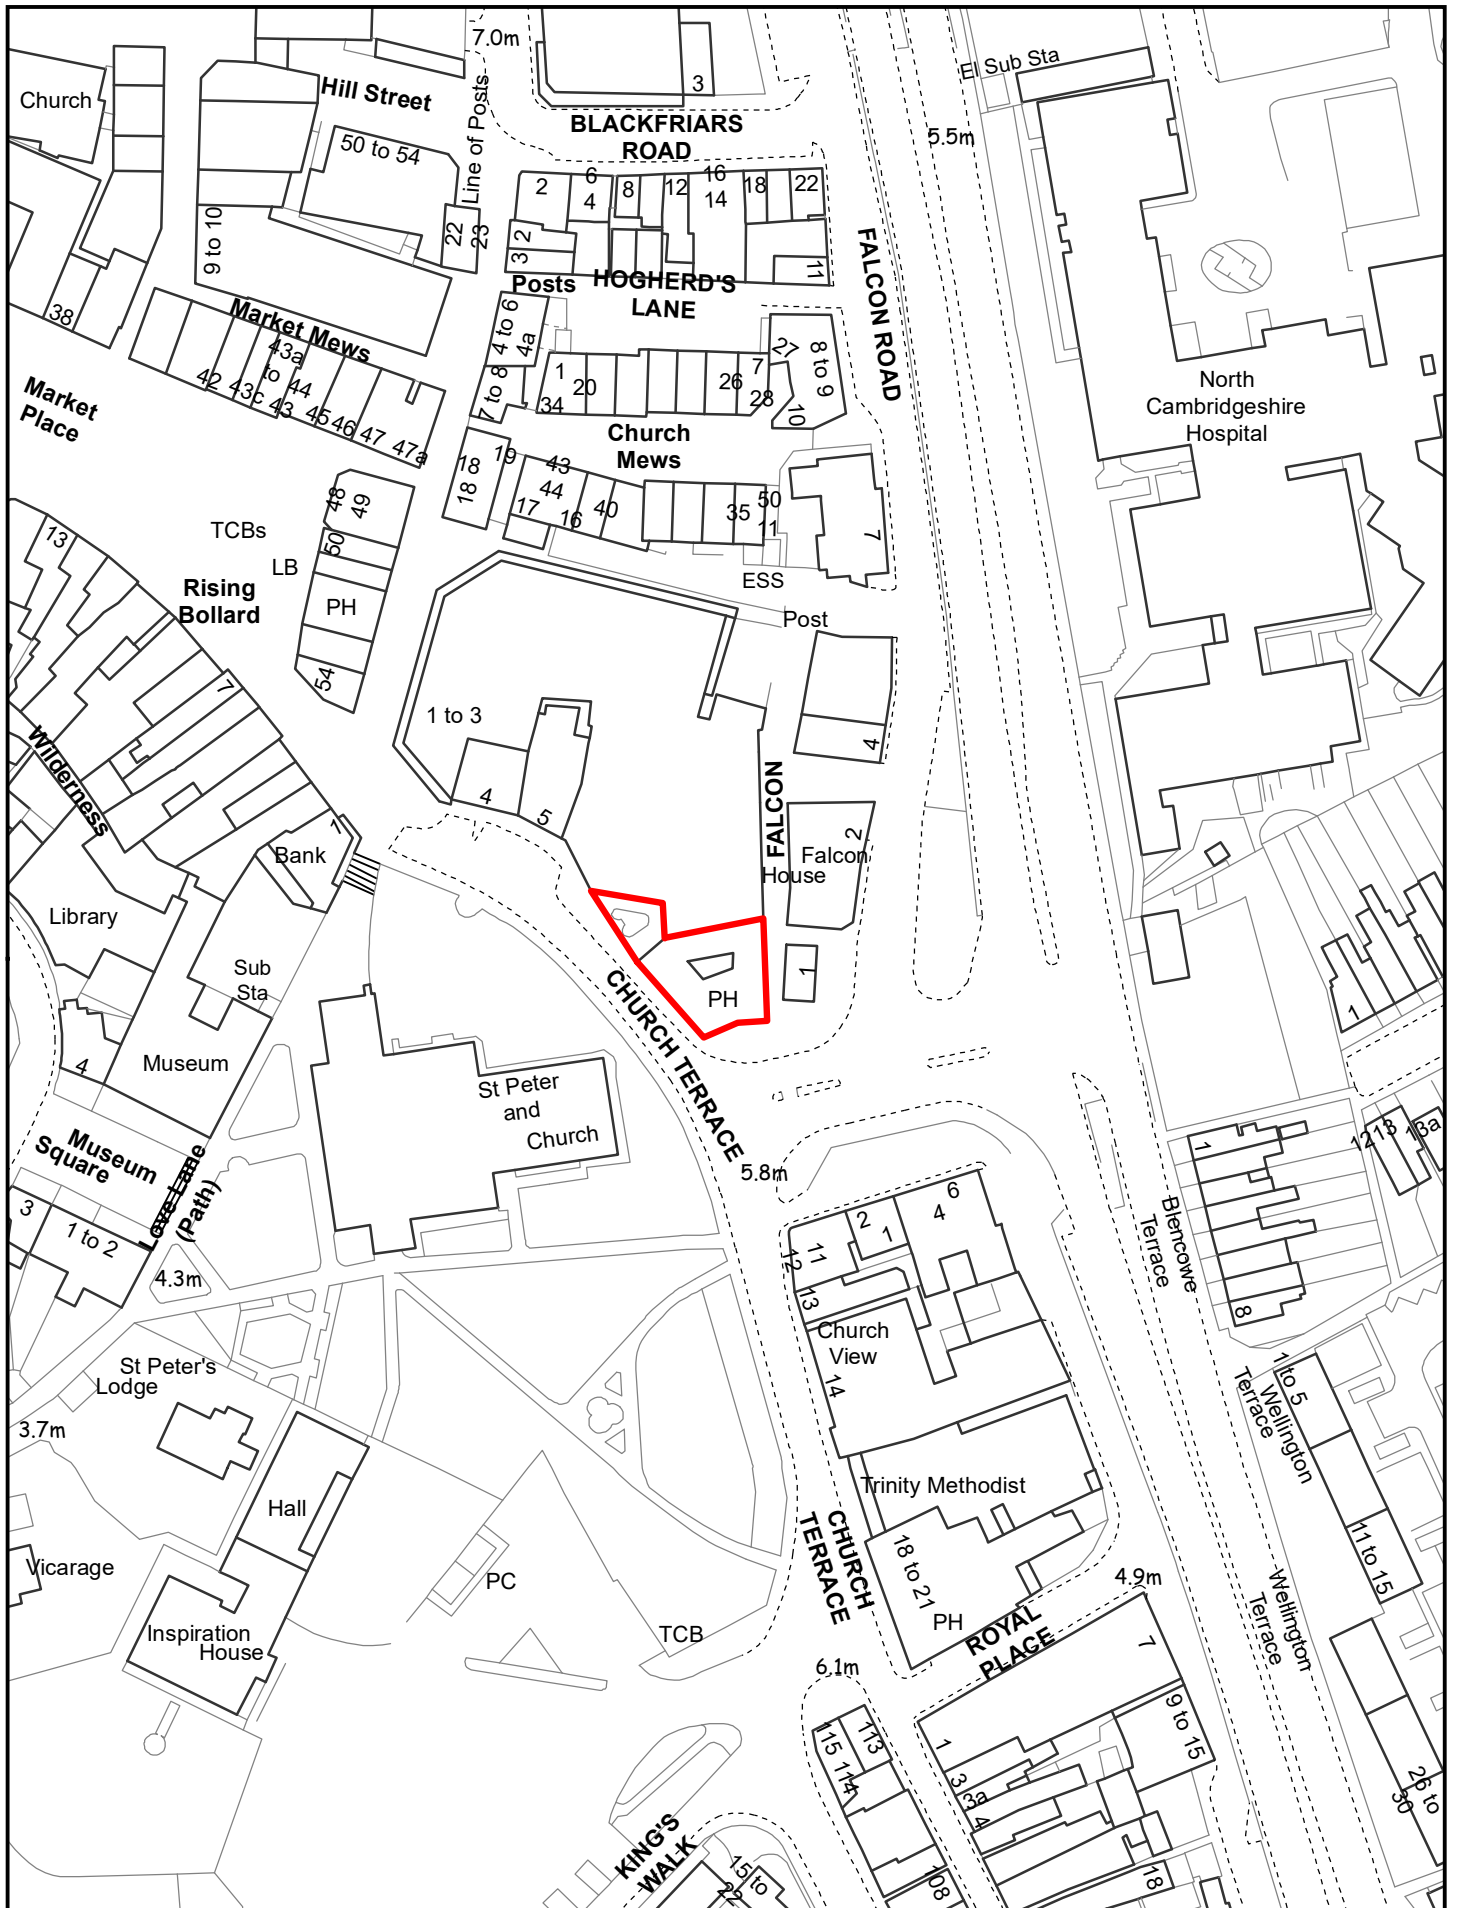 7.0m
Hill Street
Church
3
El Sub Sta
BLACKFRIARS
ROAD
5.5m
50 to 54
Line of Posts
2
6
4
8
12
16
14
18
22
9 to 10
22
23
2
3
11
FALCON ROAD
Posts
HOGHERD'S
LANE
38
Market Mews
43a
to
44
42
43c
43
45
46
47
47a
4 to 6
4a
7 to 8
1
20
34
26
7
28
27
8 to 9
10
North
Cambridgeshire
Hospital
Market
Place
Church
Mews
18
19
18
43
44
17
16
40
35
50
11
7
48
49
50
TCBs
LB
PH
Rising
Bollard
13
ESS
Post
54
7
1 to 3
4
5
4
Wilderness
FALCON
2
Falcon
House
1
Bank
Library
Sub
Sta
PH
1
1
CHURCH TERRACE
Museum
4
St Peter
and
Church
Museum
Square
Love Lane
(Path)
3
1 to 2
5.8m
1
12
13
13a
Blencowe
Terrace
8
6
4
2
1
11
12
13
4.3m
Church
View
14
St Peter's
Lodge
3.7m
1 to 5
Wellington
Terrace
Trinity Methodist
Hall
CHURCH
TERRACE
18 to 21
PH
11 to 15
Vicarage
PC
4.9m
Wellington
Terrace
Inspiration
House
TCB
ROYAL
PLACE
7
6.1m
9 to 15
115
113
114
1
3
3a
4
26 to
30
KING'S
WALK
15 to
22
108
18